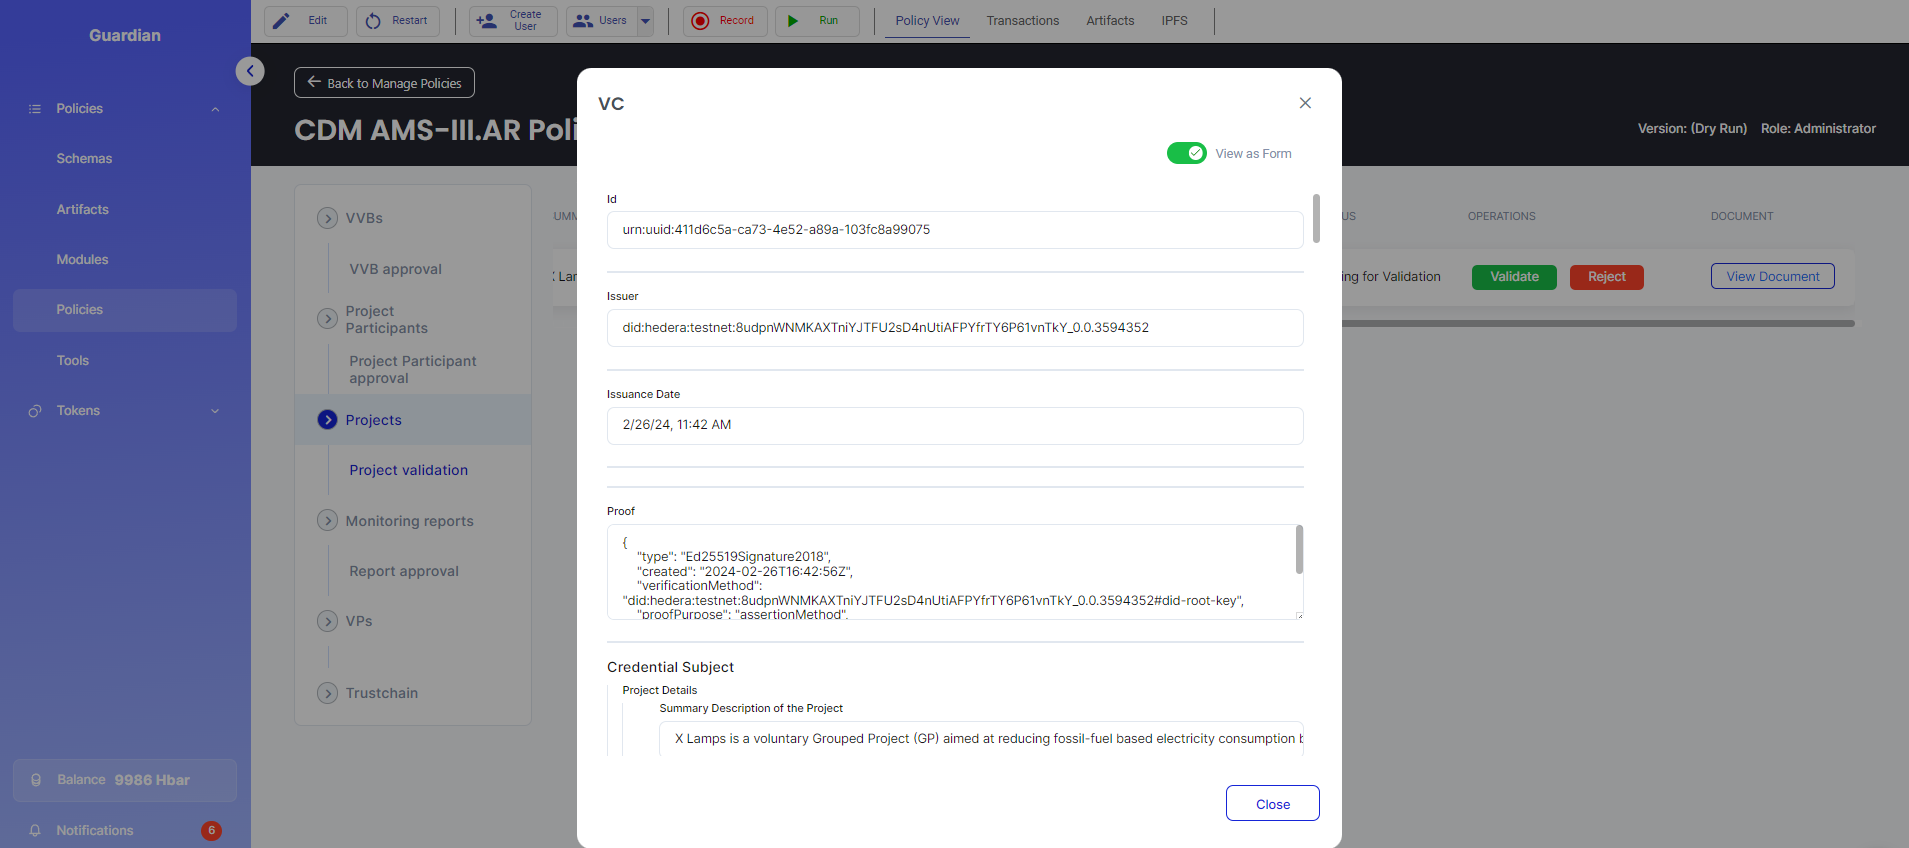 Guardian
Policies
Schemas
Artifacts
Modules
Policies
Tools
Tokens
Balance 9986 Hbar
Notifications 6
Edit
Restart
Create
User
Users
Record
Run
Policy View
Transactions
Artifacts
IPFS
Back to Manage Policies
CDM AMS-III.AR Poli
Version: (Dry Run) Role: Administrator
VVBs
VVB approval
Project
Participants
Project Participant
approval
Projects
Project validation
Monitoring reports
Report approval
VPs
Trustchain
UMM
US
OPERATIONS
DOCUMENT
X Lar
ing for Validation
Validate
Reject
View Document
VC
View as Form
Id
urn:uuid:411d6c5a-ca73-4e52-a89a-103fc8a99075
Issuer
did:hedera:testnet:8udpnWNMKAXTniYJTFU2sD4nUtiAFPYfrTY6P61vnTkY_0.0.3594352
Issuance Date
2/26/24, 11:42 AM
Proof
{
"type": "Ed25519Signature2018",
"created": "2024-02-26T16:42:56Z",
"verificationMethod":
"did:hedera:testnet:8udpnWNMKAXTniYJTFU2sD4nUtiAFPYfrTY6P61vnTkY_0.0.3594352#did-root-key",
"proofPurpose": "assertionMethod",
Credential Subject
Project Details
Summary Description of the Project
X Lamps is a voluntary Grouped Project (GP) aimed at reducing fossil-fuel based electricity consumption b
Close